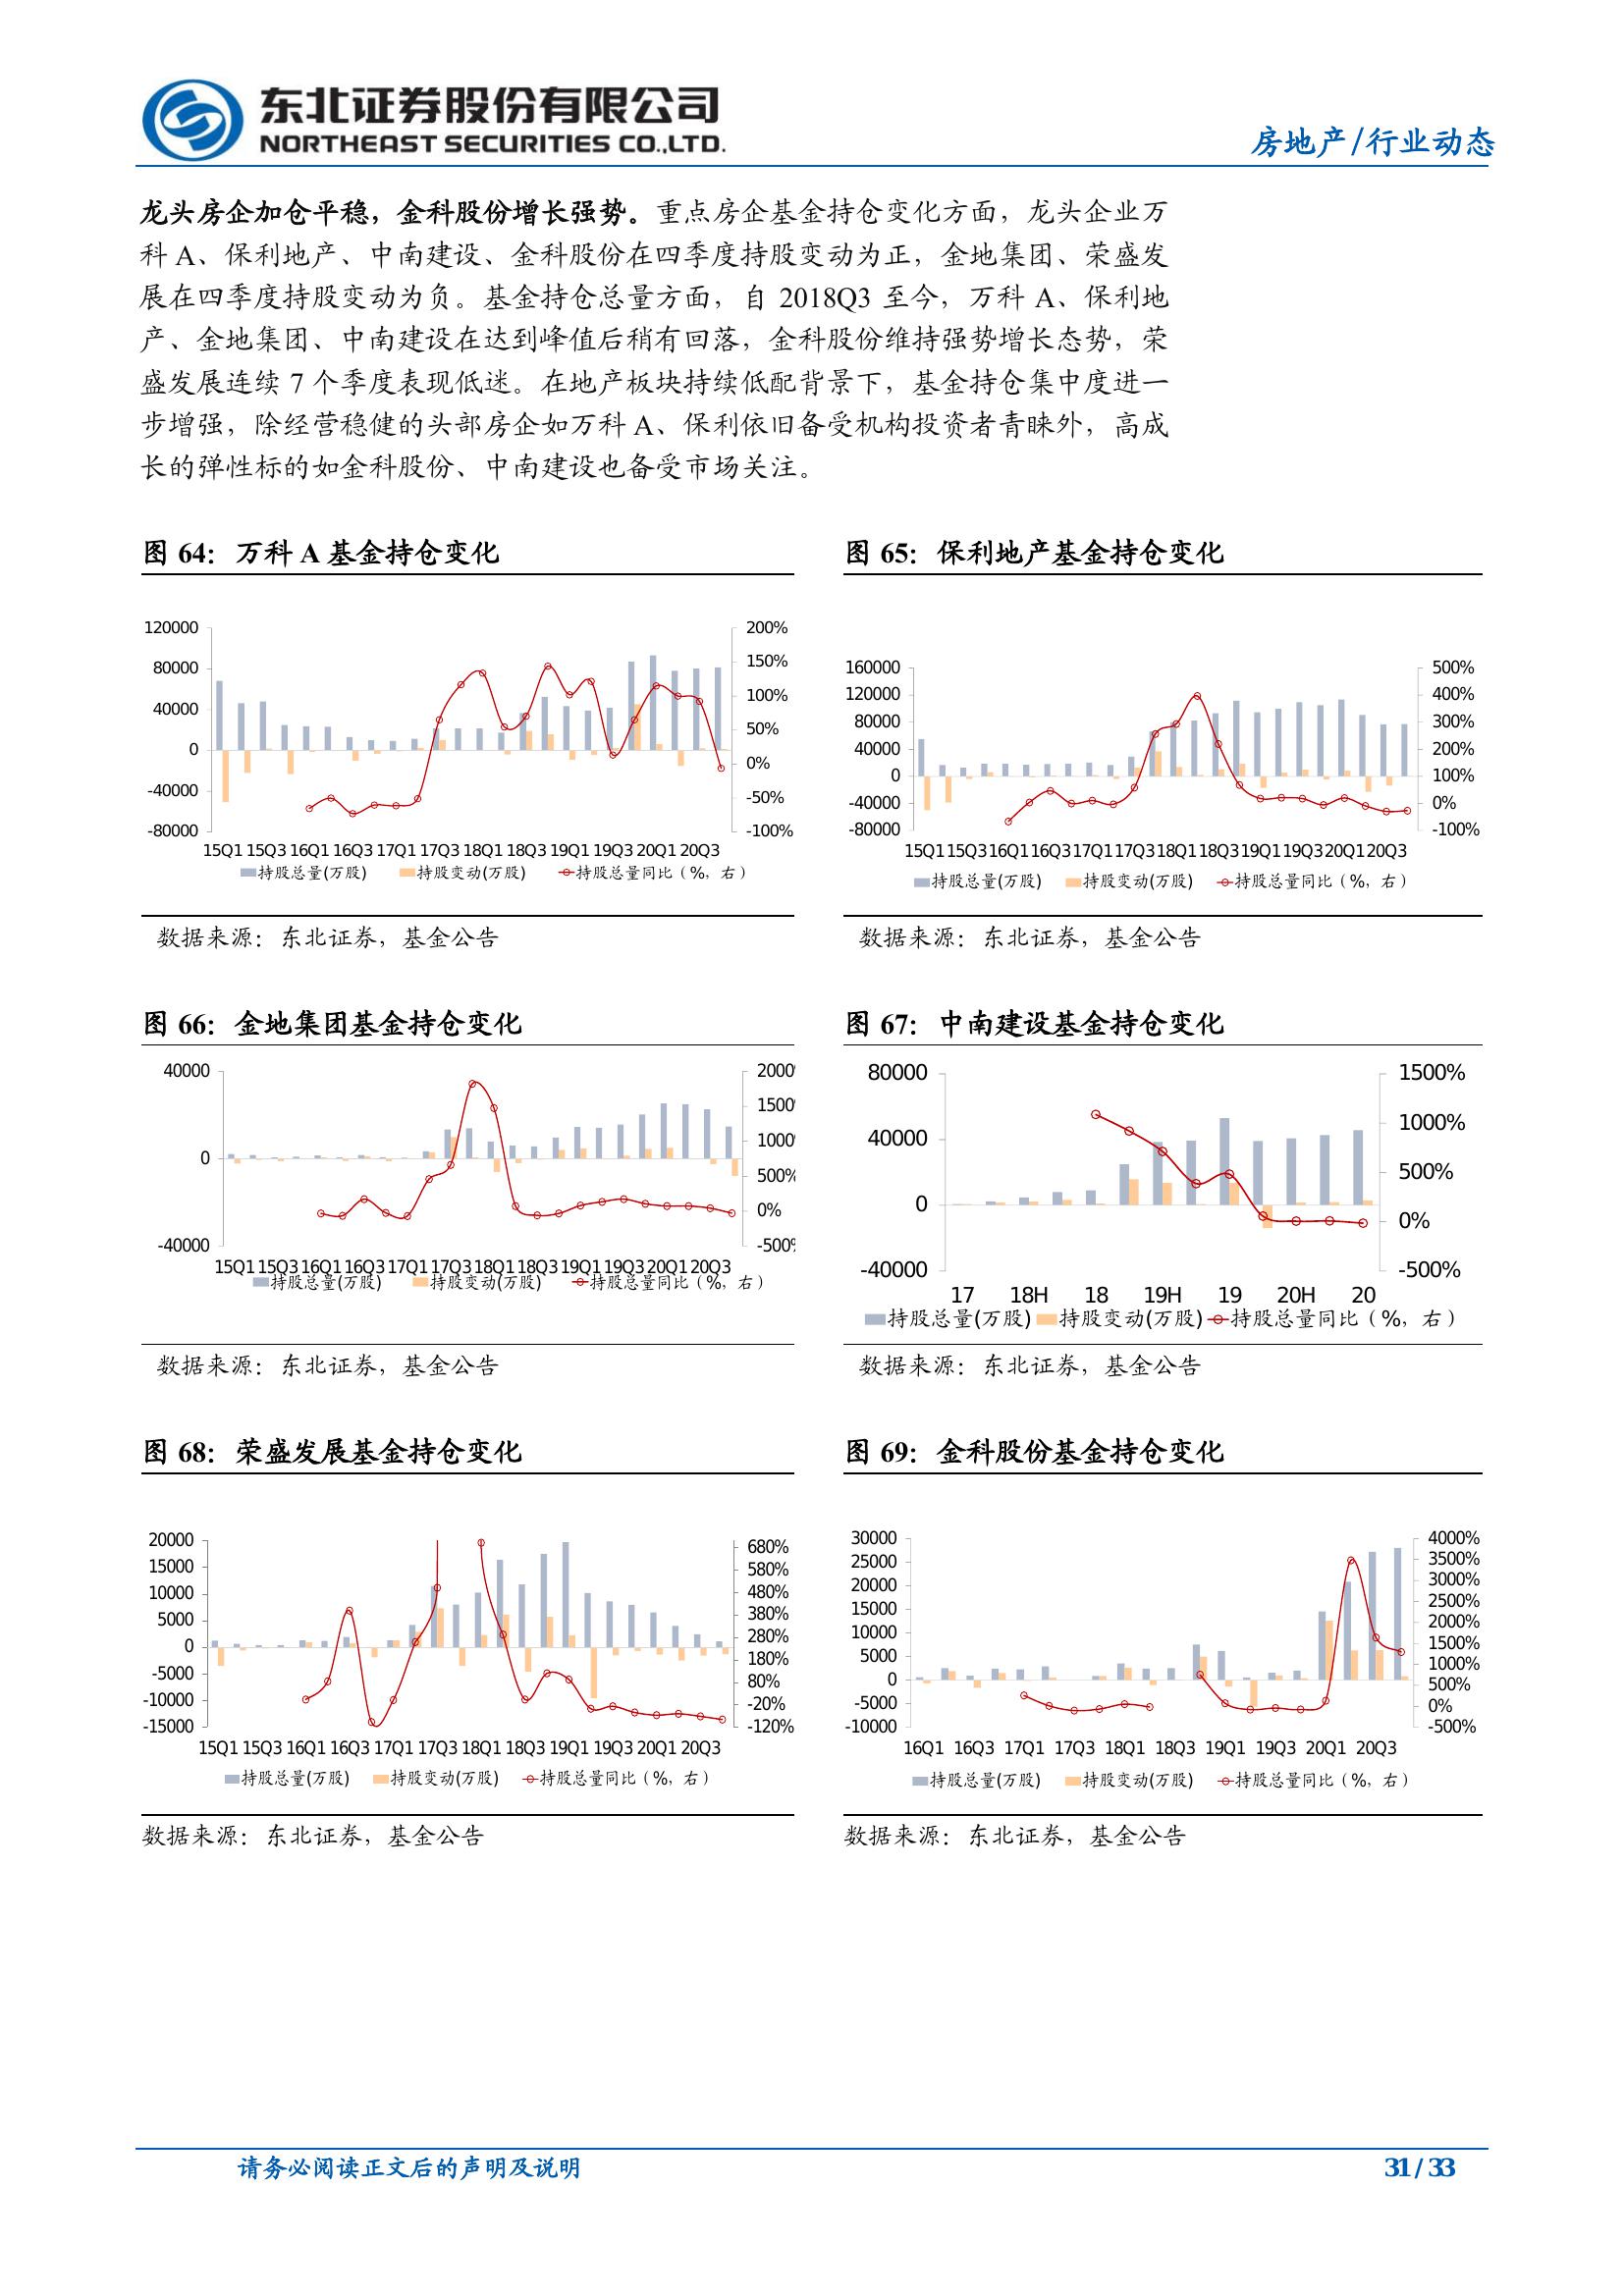 东北证券股份有限公司
NORTHEAST SECURITIES CO.,LTD.
房地产/行业动态
龙头房企加仓平稳，金科股份增长强势。重点房企基金持仓变化方面，龙头企业万
科 A、保利地产、中南建设、金科股份在四季度持股变动为正，金地集团、荣盛发
展在四季度持股变动为负。基金持仓总量方面，自 2018Q3 至今，万科 A、保利地
产、金地集团、中南建设在达到峰值后稍有回落，金科股份维持强势增长态势，荣
盛发展连续 7 个季度表现低迷。在地产板块持续低配背景下，基金持仓集中度进一
步增强，除经营稳健的头部房企如万科 A、保利依旧备受机构投资者青睐外，高成
长的弹性标的如金科股份、中南建设也备受市场关注。
图 64：万科 A 基金持仓变化
120000
80000
40000
0
-40000
-80000
200%
150%
100%
50%
0%
-50%
-100%
15Q1 15Q3 16Q1 16Q3 17Q1 17Q3 18Q1 18Q3 19Q1 19Q3 20Q1 20Q3
持股总量(万股) 持股变动(万股) 持股总量同比（%，右）
数据来源：东北证券，基金公告
图 65：保利地产基金持仓变化
160000
120000
80000
40000
0
-40000
-80000
500%
400%
300%
200%
100%
0%
-100%
15Q1 15Q3 16Q1 16Q3 17Q1 17Q3 18Q1 18Q3 19Q1 19Q3 20Q1 20Q3
持股总量(万股) 持股变动(万股) 持股总量同比（%，右）
数据来源：东北证券，基金公告
图 66：金地集团基金持仓变化
40000
0
-40000
2000
1500
1000
500%
0%
-500%
15Q1 15Q3 16Q1 16Q3 17Q1 17Q3 18Q1 18Q3 19Q1 19Q3 20Q1 20Q3
持股总量(万股) 持股变动(万股) 持股总量同比（%，右）
数据来源：东北证券，基金公告
图 67：中南建设基金持仓变化
80000
40000
0
-40000
1500%
1000%
500%
0%
-500%
17 18H 18 19H 19 20H 20
持股总量(万股) 持股变动(万股) 持股总量同比（%，右）
数据来源：东北证券，基金公告
图 68：荣盛发展基金持仓变化
20000
15000
10000
5000
0
-5000
-10000
-15000
680%
580%
480%
380%
280%
180%
80%
-20%
-120%
15Q1 15Q3 16Q1 16Q3 17Q1 17Q3 18Q1 18Q3 19Q1 19Q3 20Q1 20Q3
持股总量(万股) 持股变动(万股) 持股总量同比（%，右）
数据来源：东北证券，基金公告
图 69：金科股份基金持仓变化
30000
25000
20000
15000
10000
5000
0
-5000
-10000
4000%
3500%
3000%
2500%
2000%
1500%
1000%
500%
0%
-500%
16Q1 16Q3 17Q1 17Q3 18Q1 18Q3 19Q1 19Q3 20Q1 20Q3
持股总量(万股) 持股变动(万股) 持股总量同比（%，右）
数据来源：东北证券，基金公告
请务必阅读正文后的声明及说明
31 / 33